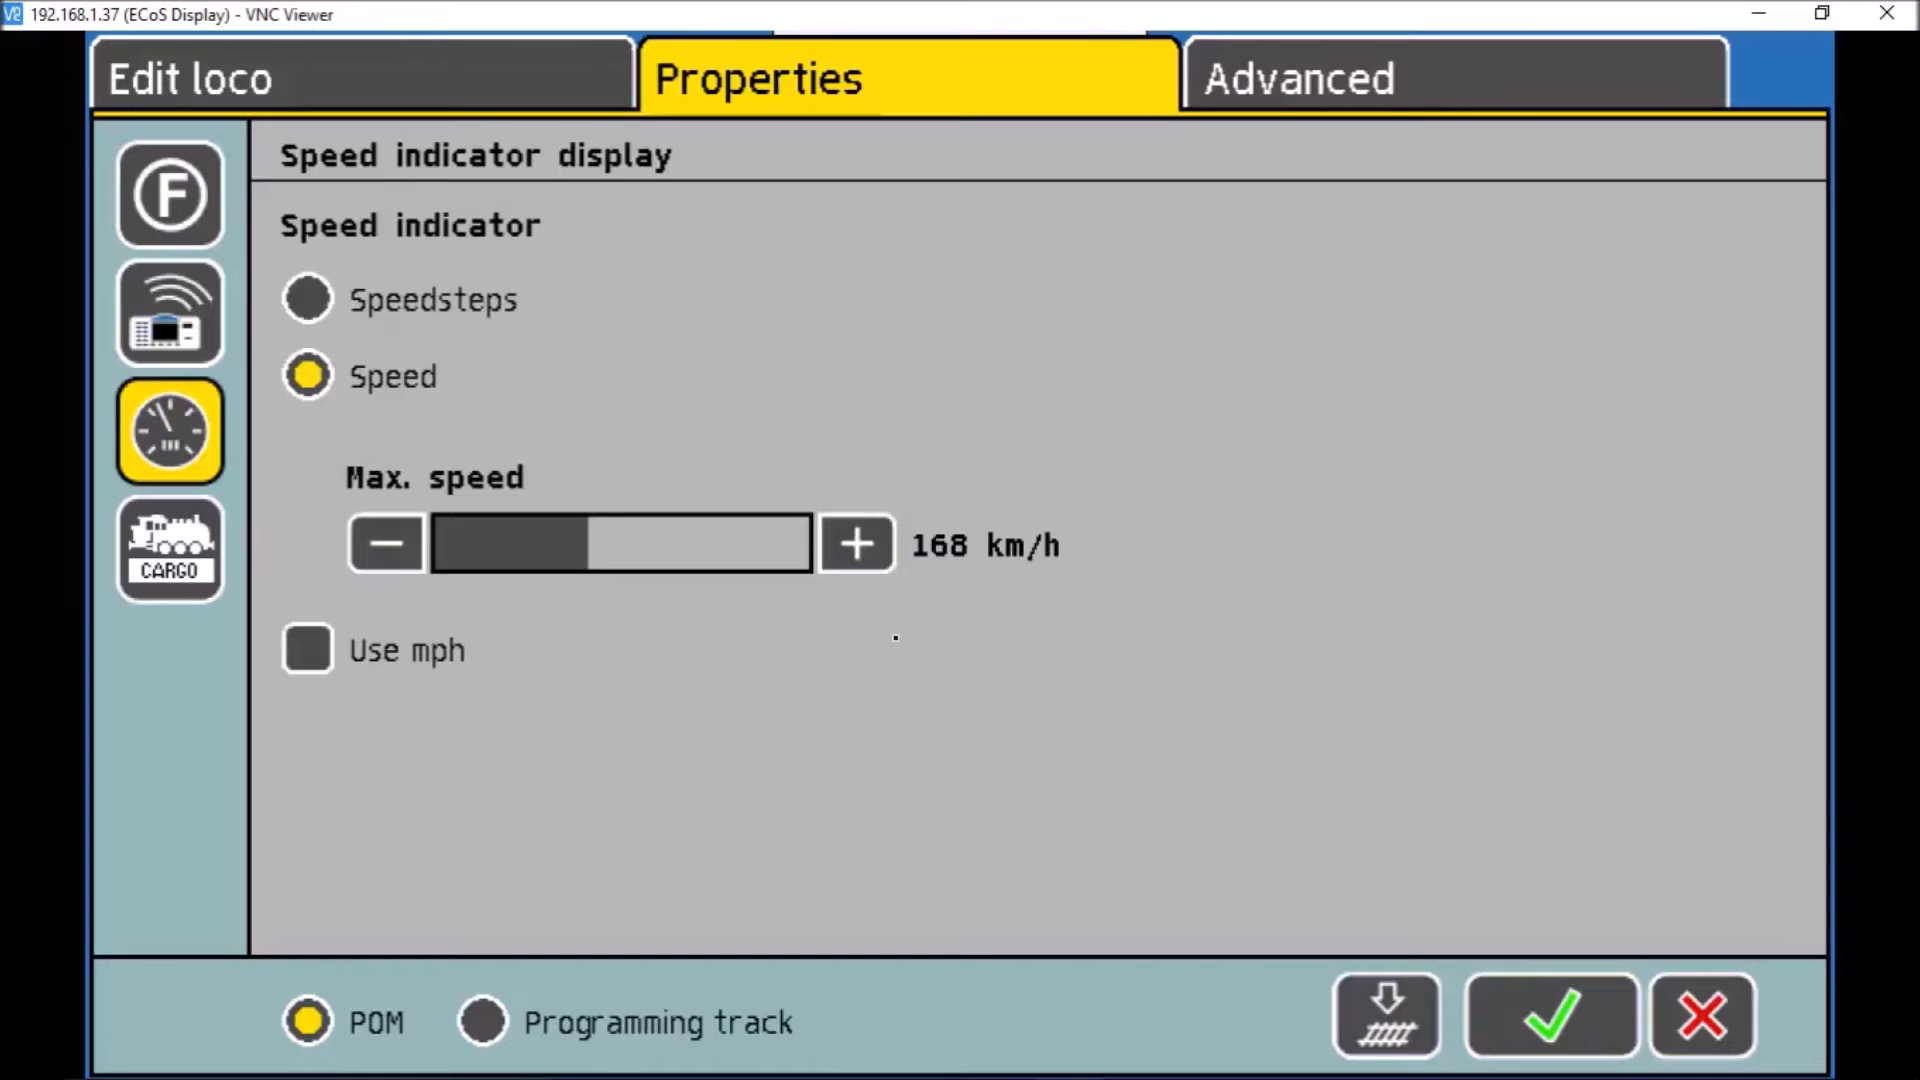 192.168.1.37 (ECoS Display) - VNC Viewer
Edit loco
Properties
Advanced
F
Speed indicator display
Speed indicator
Speedsteps
Speed
Max. speed
168 km/h
CARGO
Use mph
POM
Programming track